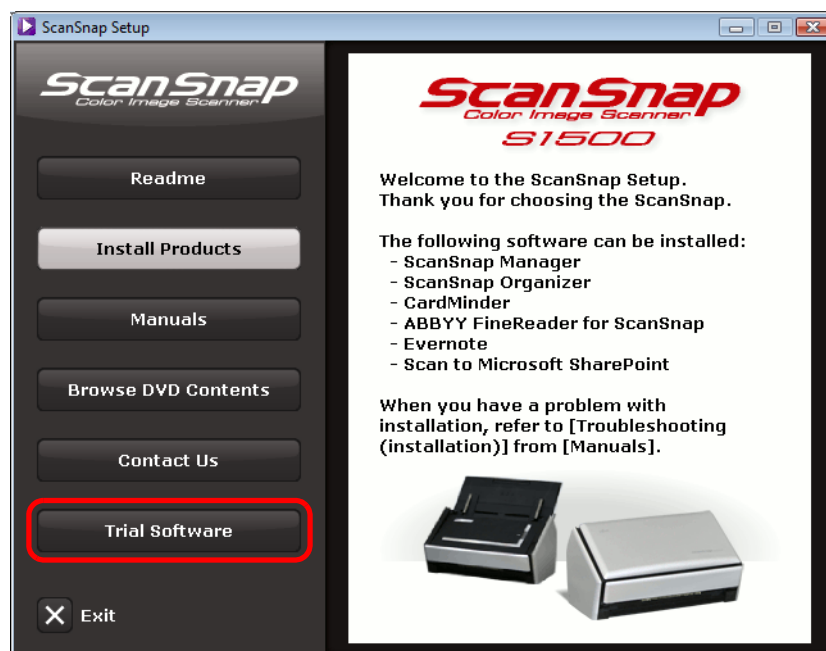 ScanSnap Setup
ScanSnap
Color Image Scanner
Readme
Install Products
Manuals
Browse DVD Contents
Contact Us
Trial Software
Exit
ScanSnap
Color Image Scanner
S1500
Welcome to the ScanSnap Setup.
Thank you for choosing the ScanSnap.
The following software can be installed:
- ScanSnap Manager
- ScanSnap Organizer
- CardMinder
- ABBYY FineReader for ScanSnap
- Evernote
- Scan to Microsoft SharePoint
When you have a problem with
installation, refer to [Troubleshooting
(installation)] from [Manuals].